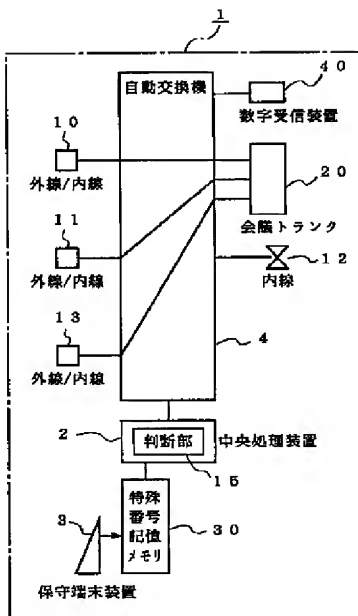 1
自動交換機
40
数字受信装置
10
外線/内線
20
会議トランク
11
外線/内線
12
内線
13
外線/内線
4
2
判断部
中央処理装置
15
特殊
番号
記憶
メモリ
30
3
保守端末装置